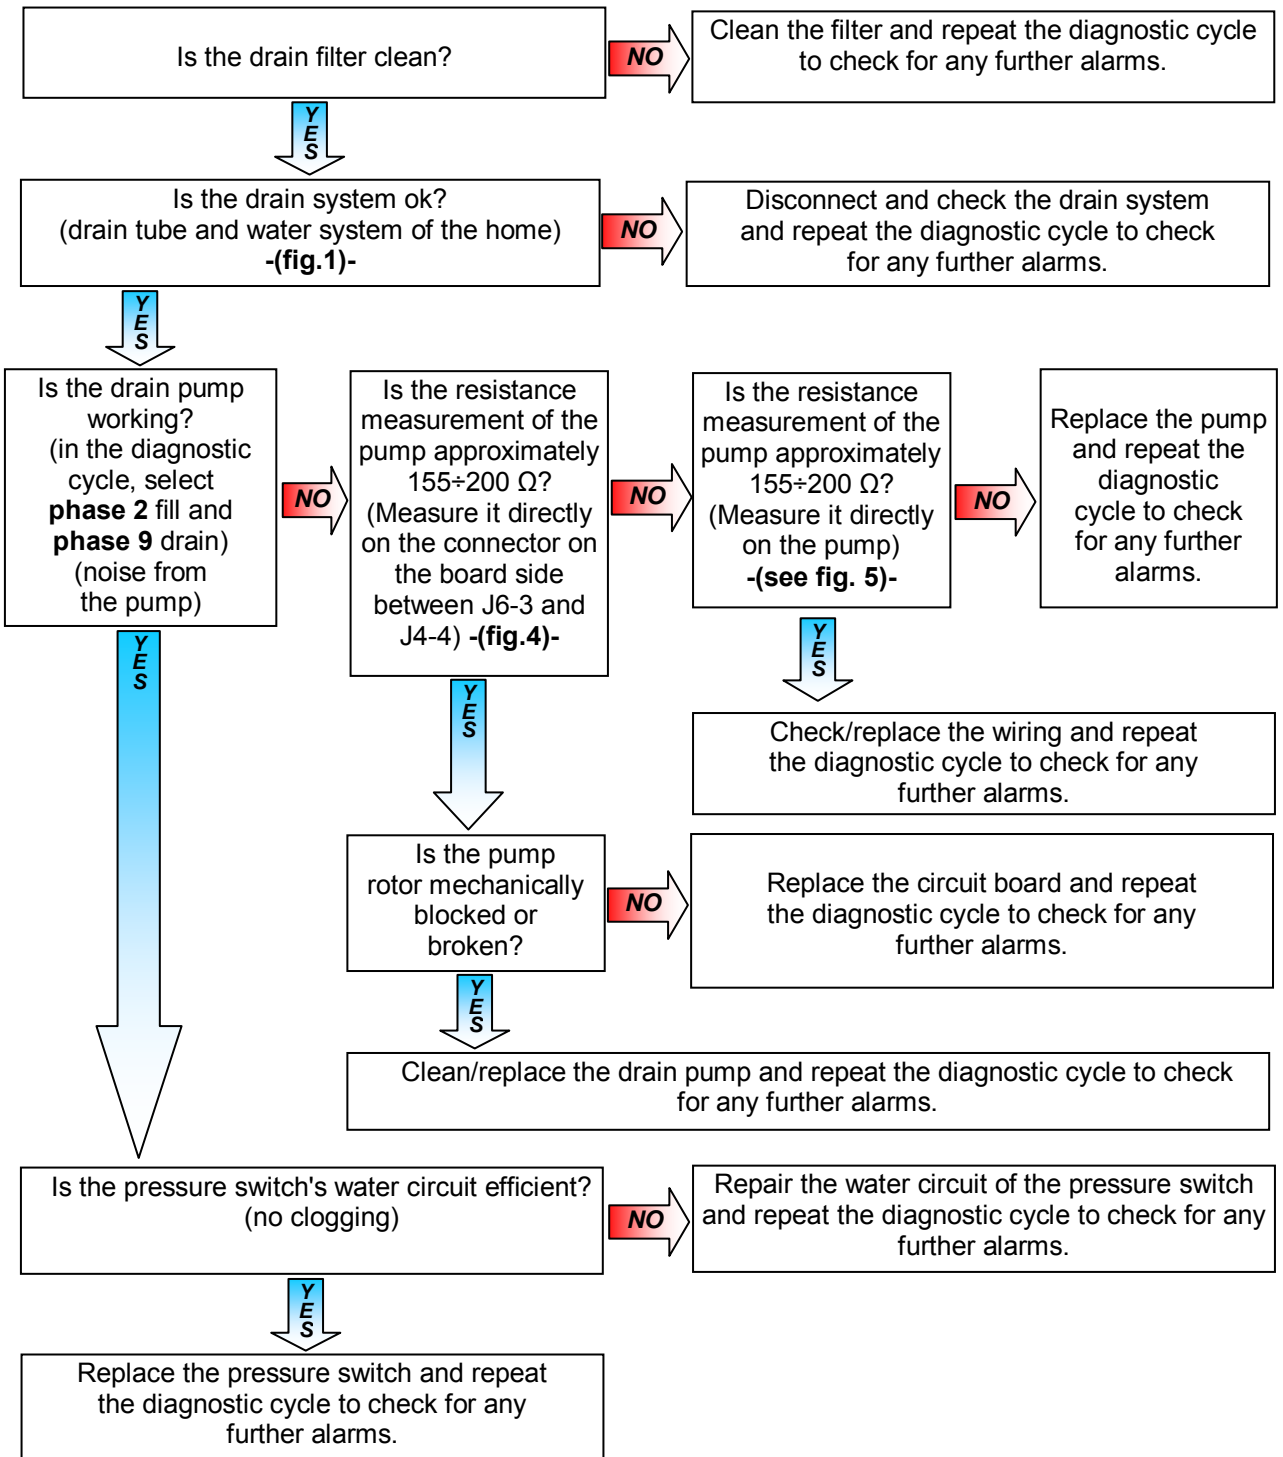 Is the drain filter clean?
NO
Clean the filter and repeat the diagnostic cycle
to check for any further alarms.
YES
Is the drain system ok?
(drain tube and water system of the home)
-(fig.1)-
NO
Disconnect and check the drain system
and repeat the diagnostic cycle to check
for any further alarms.
YES
Is the drain pump
working?
(in the diagnostic
cycle, select
phase 2 fill and
phase 9 drain)
(noise from
the pump)
NO
Is the resistance
measurement of the
pump approximately
155÷200 Ω?
(Measure it directly
on the connector on
the board side
between J6-3 and
J4-4) -(fig.4)-
NO
Is the resistance
measurement of the
pump approximately
155÷200 Ω?
(Measure it directly
on the pump)
-(see fig. 5)-
NO
Replace the pump
and repeat the
diagnostic
cycle to check
for any further
alarms.
YES
YES
YES
Check/replace the wiring and repeat
the diagnostic cycle to check for any
further alarms.
Is the pump
rotor mechanically
blocked or
broken?
NO
Replace the circuit board and repeat
the diagnostic cycle to check for any
further alarms.
YES
Clean/replace the drain pump and repeat the diagnostic cycle to check
for any further alarms.
Is the pressure switch's water circuit efficient?
(no clogging)
NO
Repair the water circuit of the pressure switch
and repeat the diagnostic cycle to check for any
further alarms.
YES
Replace the pressure switch and repeat
the diagnostic cycle to check for any
further alarms.